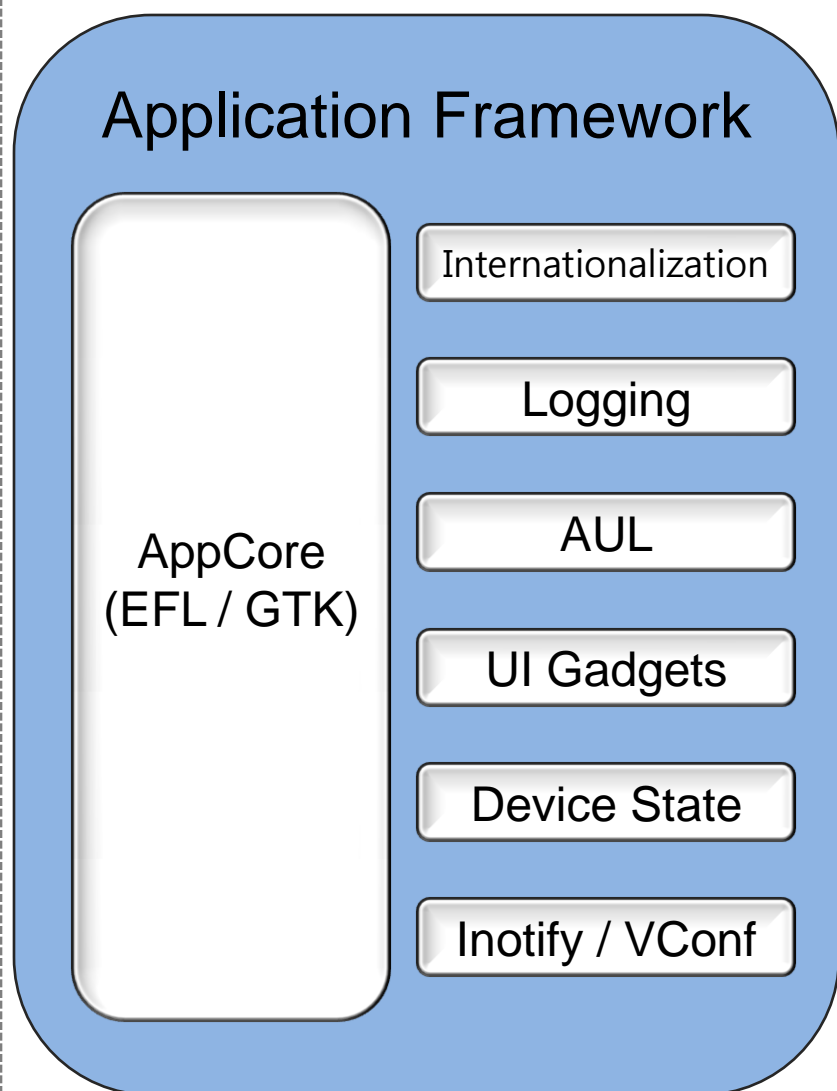 Application Framework
AppCore
(EFL / GTK)
Internationalization
Logging
AUL
UI Gadgets
Device State
Inotify / VConf